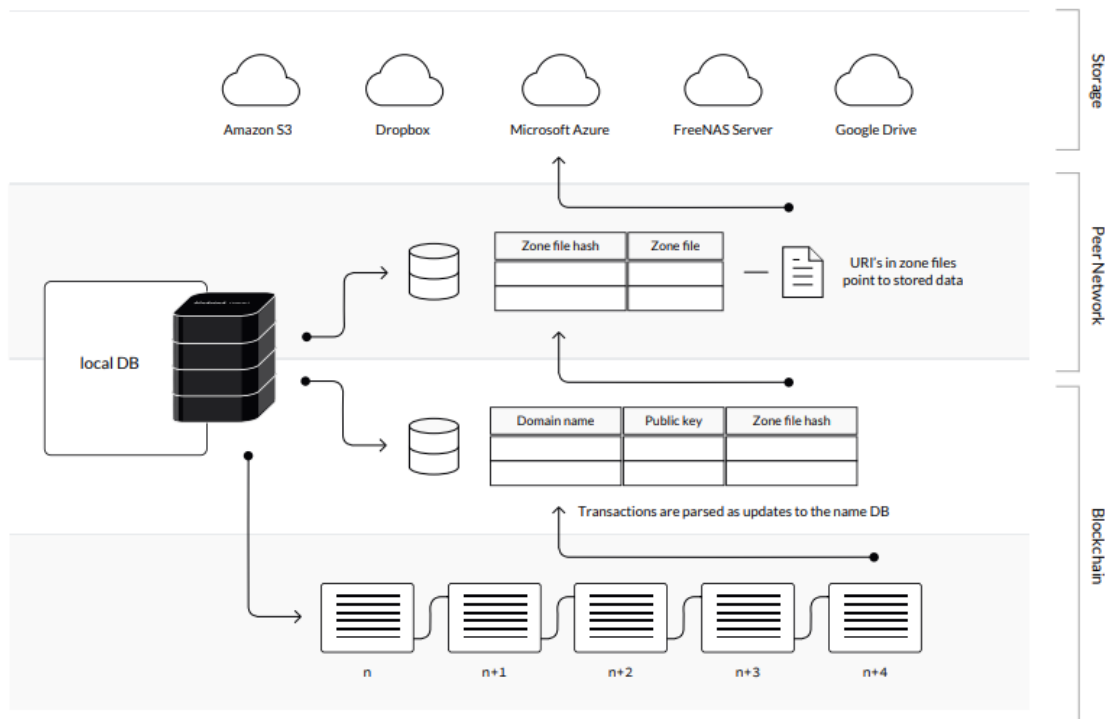 Storage
Amazon S3
Dropbox
Microsoft Azure
FreeNAS Server
Google Drive
Peer Network
Zone file hash
Zone file
URI's in zone files
point to stored data
local DB
Blockchain
Domain name
Public key
Zone file hash
Transactions are parsed as updates to the name DB
n
n+1
n+2
n+3
n+4